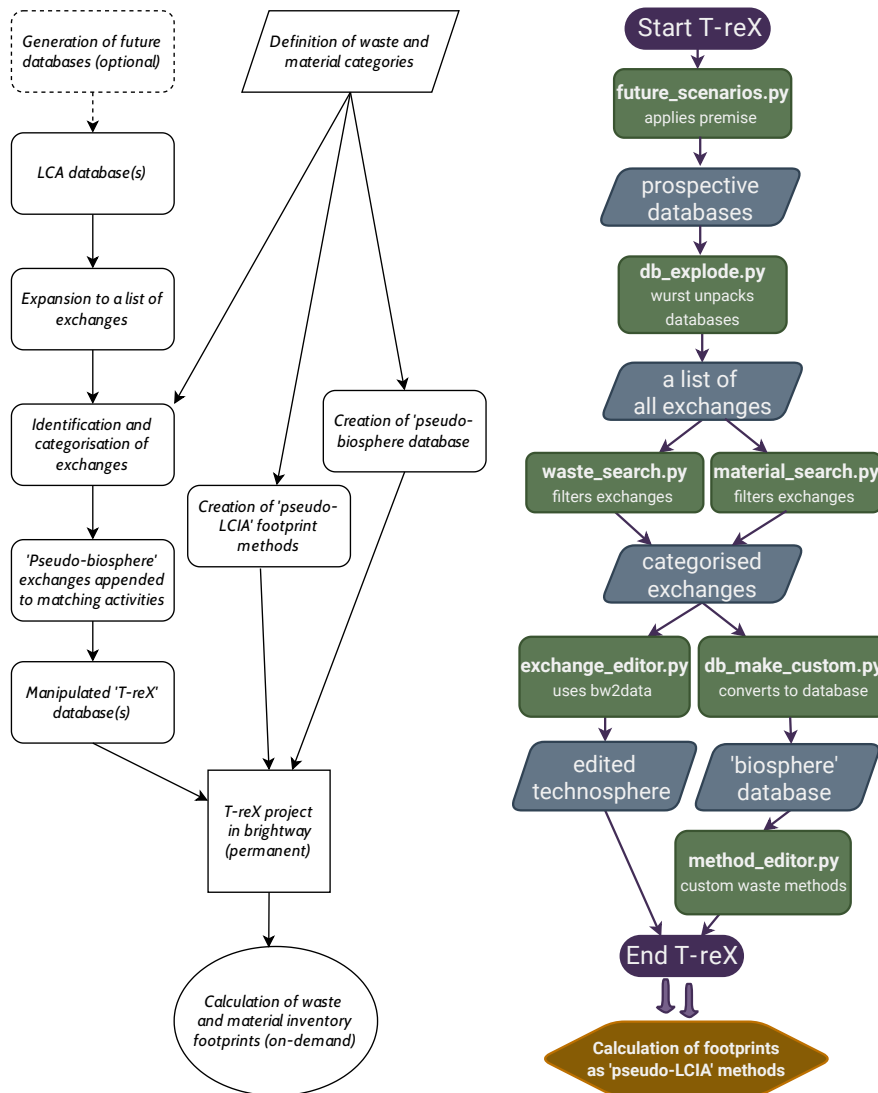 Generation of future
databases (optional)
Definition of waste and
material categories
LCA database(s)
Expansion to a list of
exchanges
Identification and
categorisation of
exchanges
Creation of 'pseudo-
biosphere database
Creation of 'pseudo-
LCIA' footprint
methods
'Pseudo-biosphere'
exchanges appended
to matching activities
Manipulated 'T-reX'
database(s)
T-reX project
in brightway
(permanent)
Calculation of waste
and material inventory
footprints (on-demand)
Start T-reX
future_scenarios.py
applies premise
prospective
databases
db_explode.py
wurst unpacks
databases
a list of
all exchanges
waste_search.py
filters exchanges
material_search.py
filters exchanges
categorised
exchanges
exchange_editor.py
uses bw2data
db_make_custom.py
converts to database
edited
technosphere
'biosphere'
database
method_editor.py
custom waste methods
End T-reX
Calculation of footprints
as 'pseudo-LCIA' methods